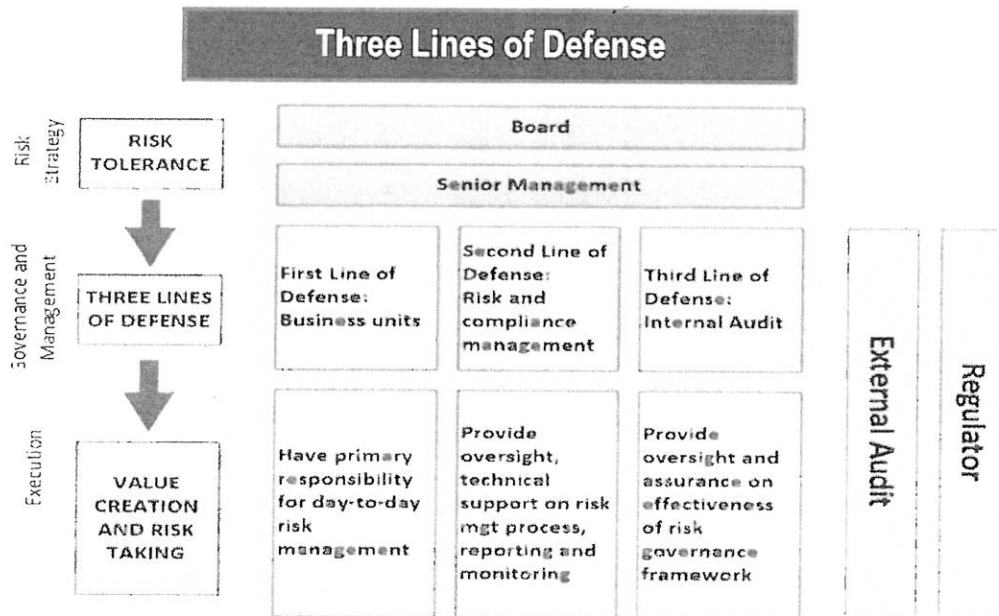 Three Lines of Defense
Risk
Strategy
RISK
TOLERANCE
Board
Senior Management
Governance and
Management
THREE LINES
OF DEFENSE
First Line of
Defense:
Business units
Second Line of
Defense:
Risk and
compliance
management
Third Line of
Defense:
Internal Audit
Execution
VALUE
CREATION
AND RISK
TAKING
Have primary
responsibility
for day-to-day
risk
management
Provide
oversight,
technical
support on risk
mgt process,
reporting and
monitoring
Provide
oversight and
assurance on
effectiveness
of risk
governance
framework
External Audit
Regulator